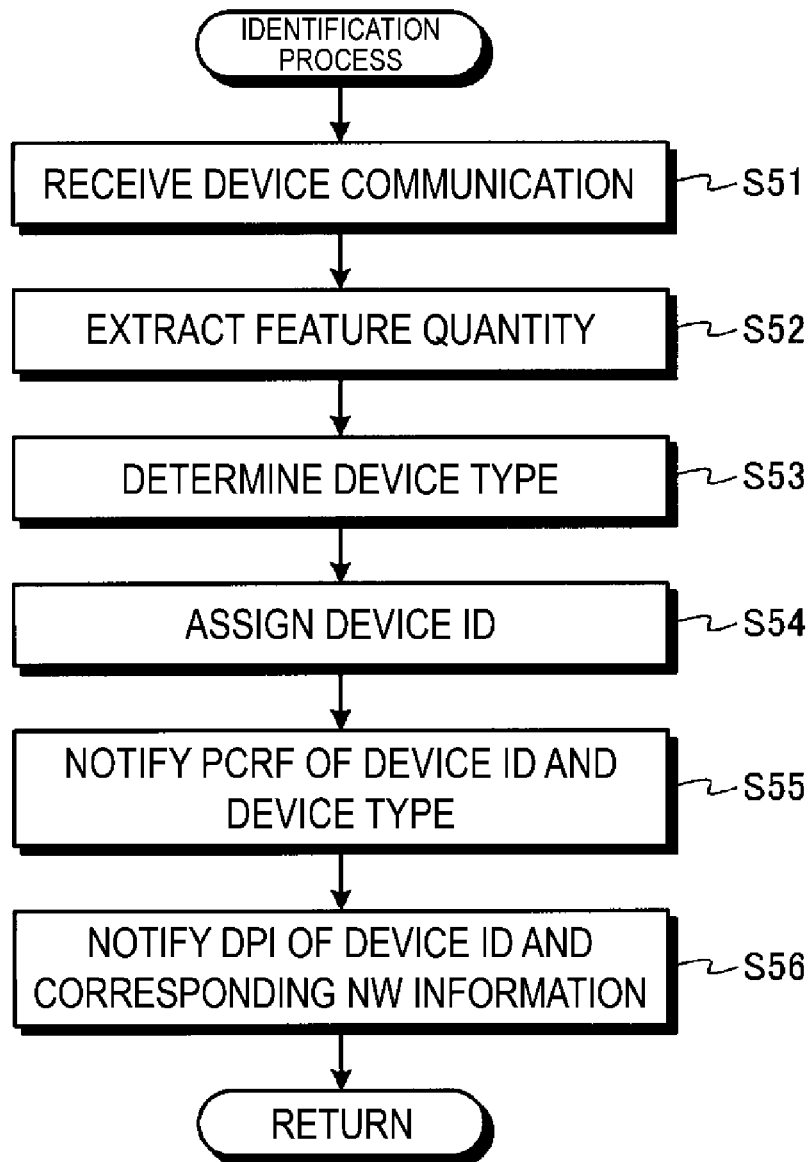 IDENTIFICATION
PROCESS
RECEIVE DEVICE COMMUNICATION
S51
EXTRACT FEATURE QUANTITY
S52
DETERMINE DEVICE TYPE
S53
ASSIGN DEVICE ID
S54
NOTIFY PCRF OF DEVICE ID AND
DEVICE TYPE
S55
NOTIFY DPI OF DEVICE ID AND
CORRESPONDING NW INFORMATION
S56
RETURN